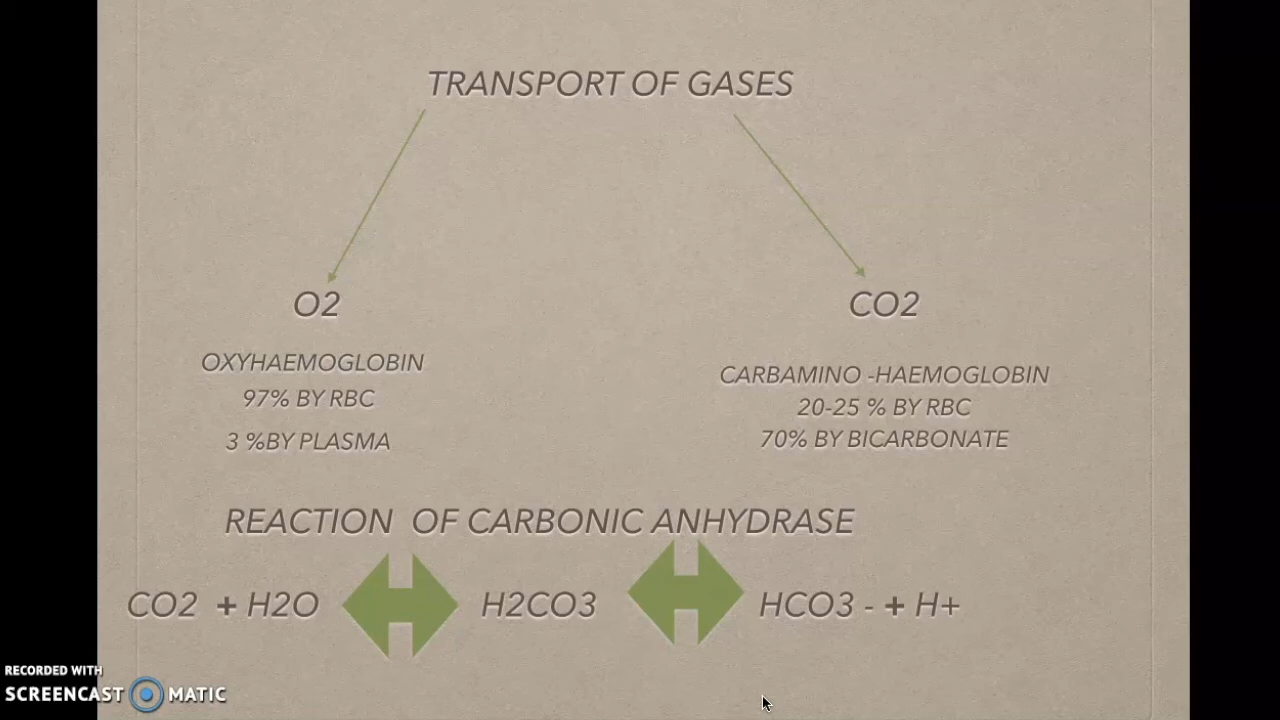 TRANSPORT OF GASES
O2
OXYHAEMOGLOBIN
97% BY RBC
3 %BY PLASMA
CO2
CARBAMINO -HAEMOGLOBIN
20-25 % BY RBC
70% BY BICARBONATE
REACTION OF CARBONIC ANHYDRASE
CO2 + H2O H2CO3 HCO3 - + H+
RECORDED WITH
SCREENCAST MATIC